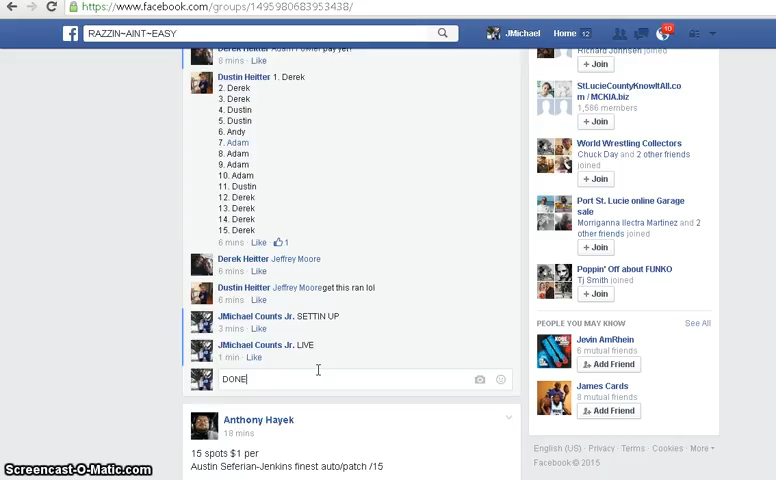 https://www.facebook.com/groups/1495980683953438/
RAZZIN~AINT~EASY
JMichael
Home 12
10
Derek Heitter Adam Fowler pay yet?
8 mins · Like
Dustin Heitter 1. Derek
2. Derek
3. Derek
4. Dustin
5. Dustin
6. Andy
7. Adam
8. Adam
9. Adam
10. Adam
11. Dustin
12. Derek
13. Derek
14. Derek
15. Derek
6 mins · Like 1
Derek Heitter Jeffrey Moore
6 mins · Like
Dustin Heitter Jeffrey Mooreget this ran lol
6 mins · Like
JMichael Counts Jr. SETTIN UP
3 mins · Like
JMichael Counts Jr. LIVE
1 min · Like
DONE
Anthony Hayek
18 mins
15 spots $1 per
Austin Seferian-Jenkins finest auto/patch /15
Richard Johnsen joined
+ Join
StLucieCountyKnowItAll.co
m / MCKIA.biz
1,586 members
+ Join
World Wrestling Collectors
Chuck Day and 2 other friends
joined
+ Join
Port St. Lucie online Garage
sale
Morriganna Ilectra Martinez and 2
other friends joined
+ Join
Poppin' Off about FUNKO
Tj Smith joined
+ Join
PEOPLE YOU MAY KNOW
See All
Jevin AmRhein
6 mutual friends
Add Friend
James Cards
8 mutual friends
Add Friend
English (US) · Privacy · Terms · Cookies · More
Facebook © 2015
Screencast-O-Matic.com